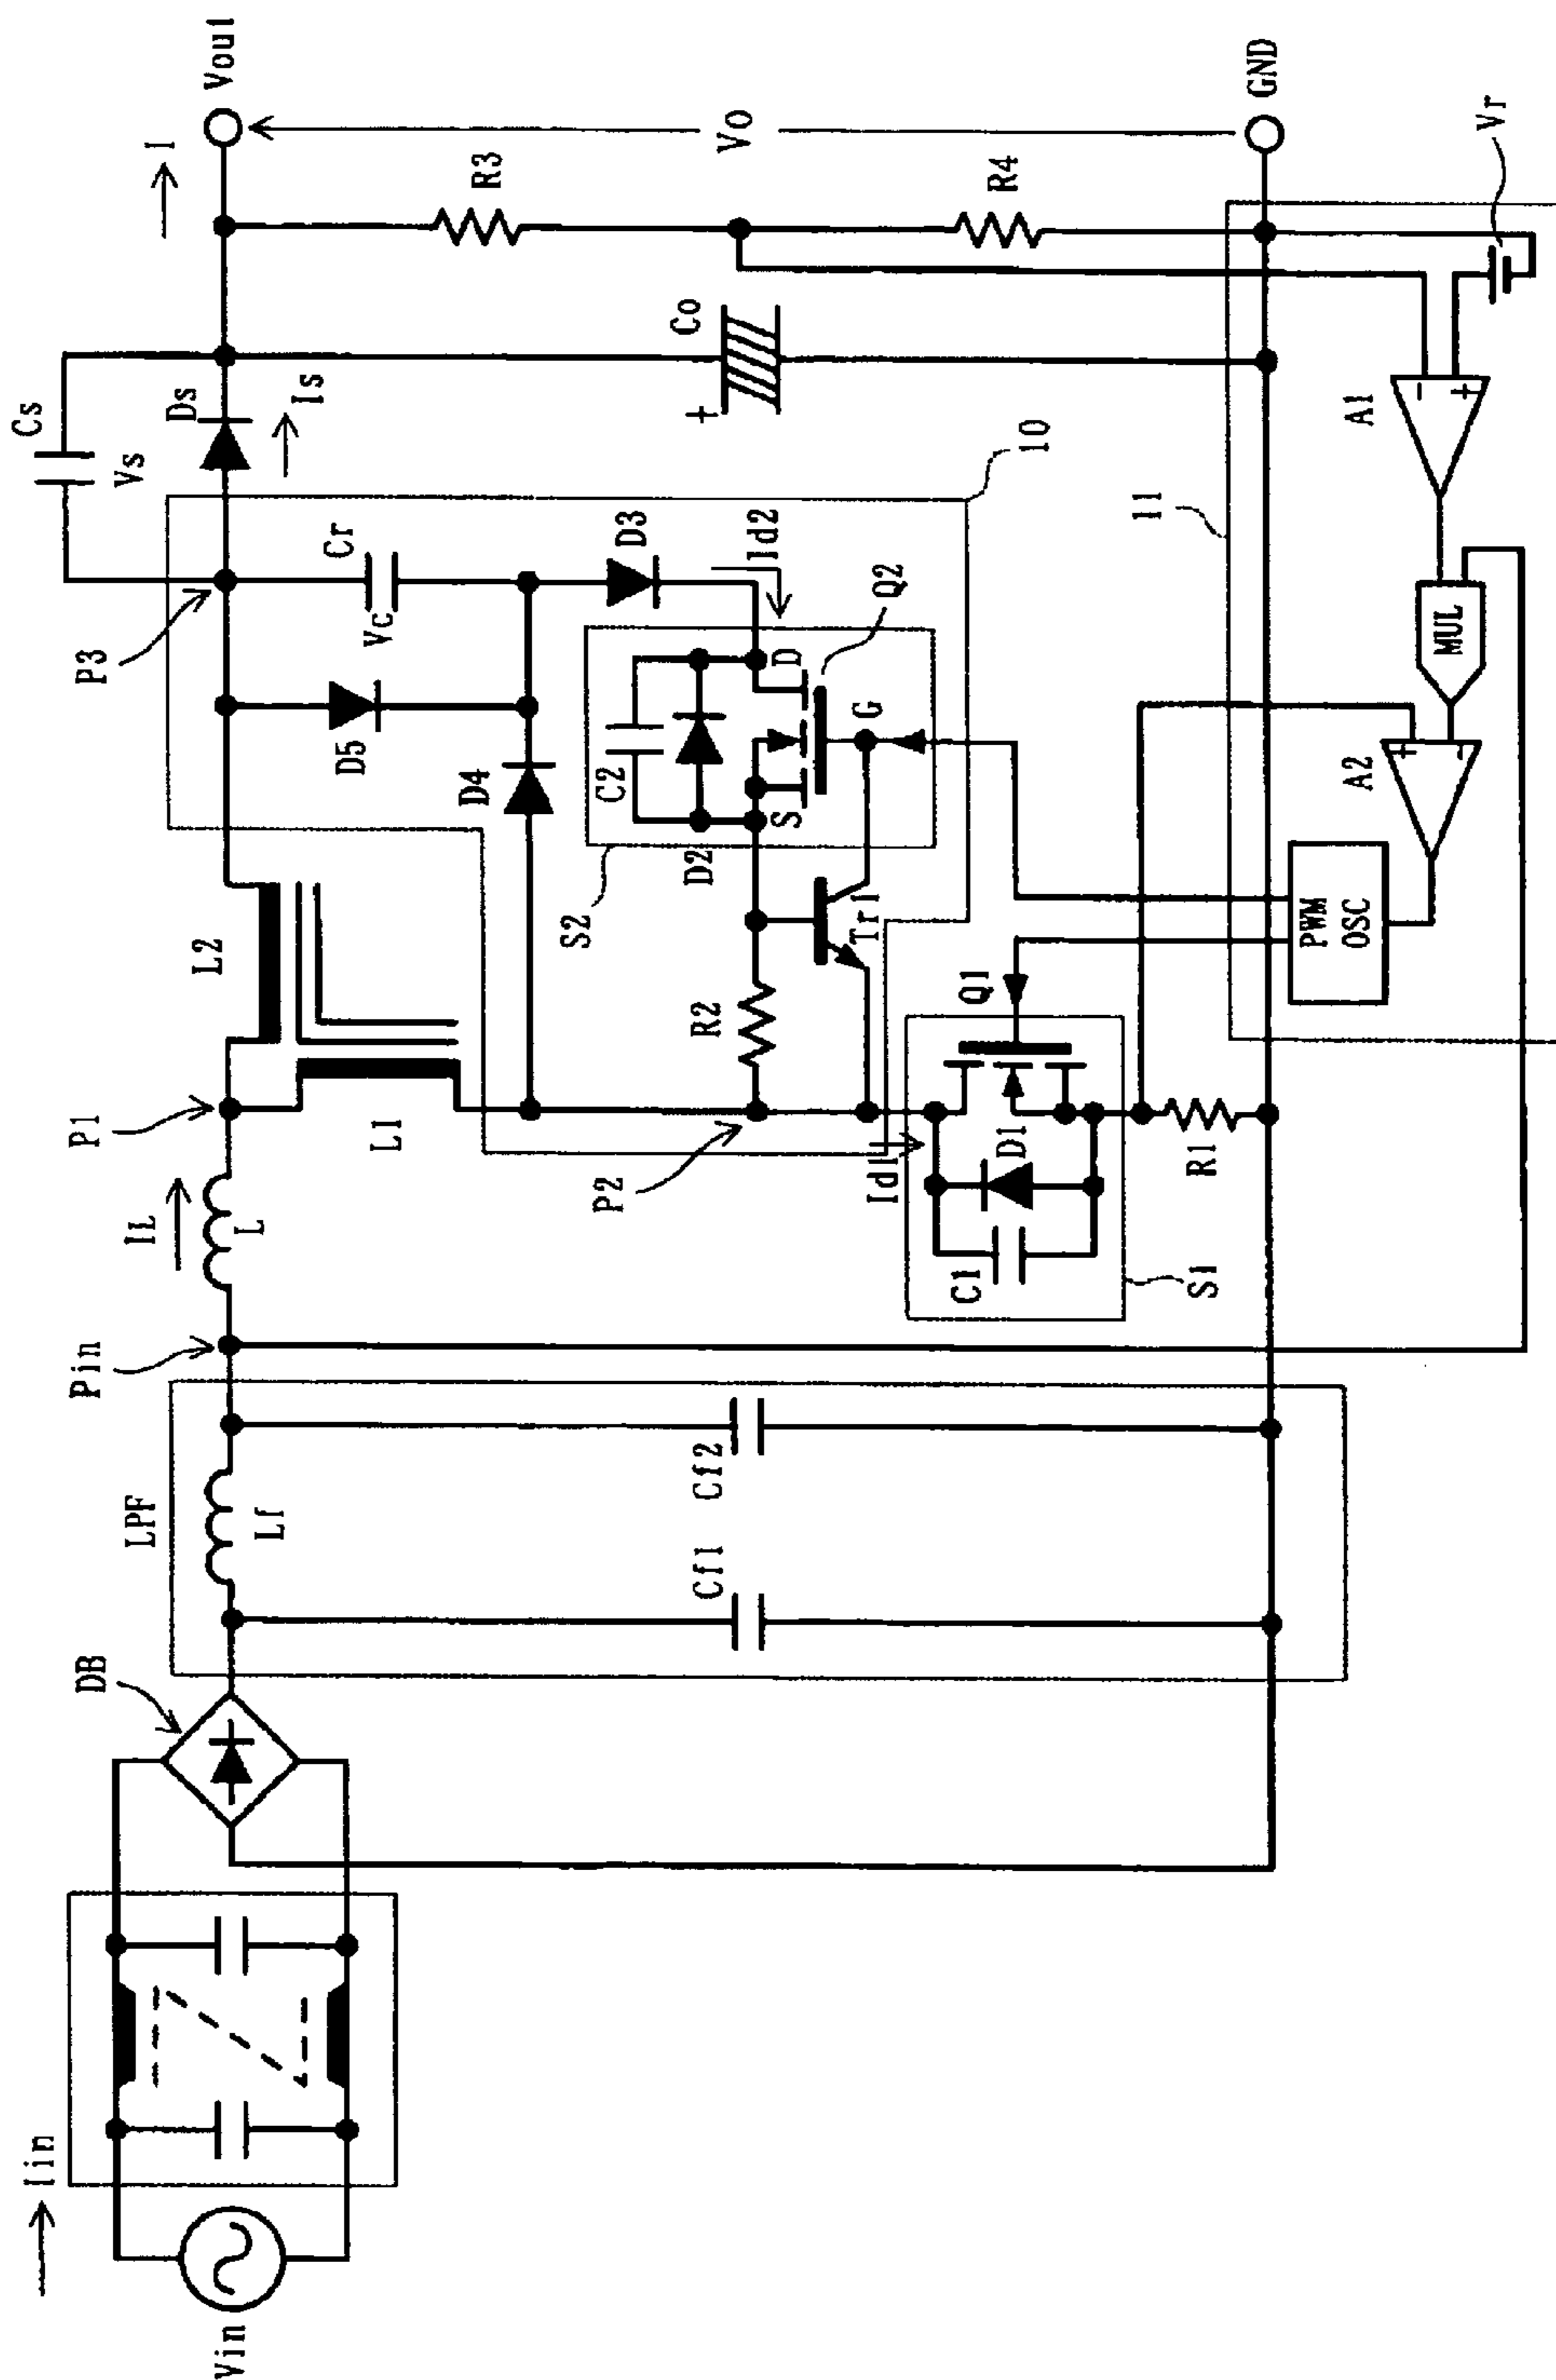 Iin
Vin
DB
LPF
Lf
Cf1
Cf2
Pin
IL
L
P1
L1
L2
P2
P3
D5
D4
Vc
Cr
D3
Id2
Cs
Vs
Ds
Is
I
Vout
Vo
GND
R3
R4
Co
+
10
S2
C2
D2
D
S
G
Q2
R2
Tr1
Id1
Q1
D1
C1
S1
R1
11
PWM
OSC
A2
+
-
MUL
A1
-
+
Vr